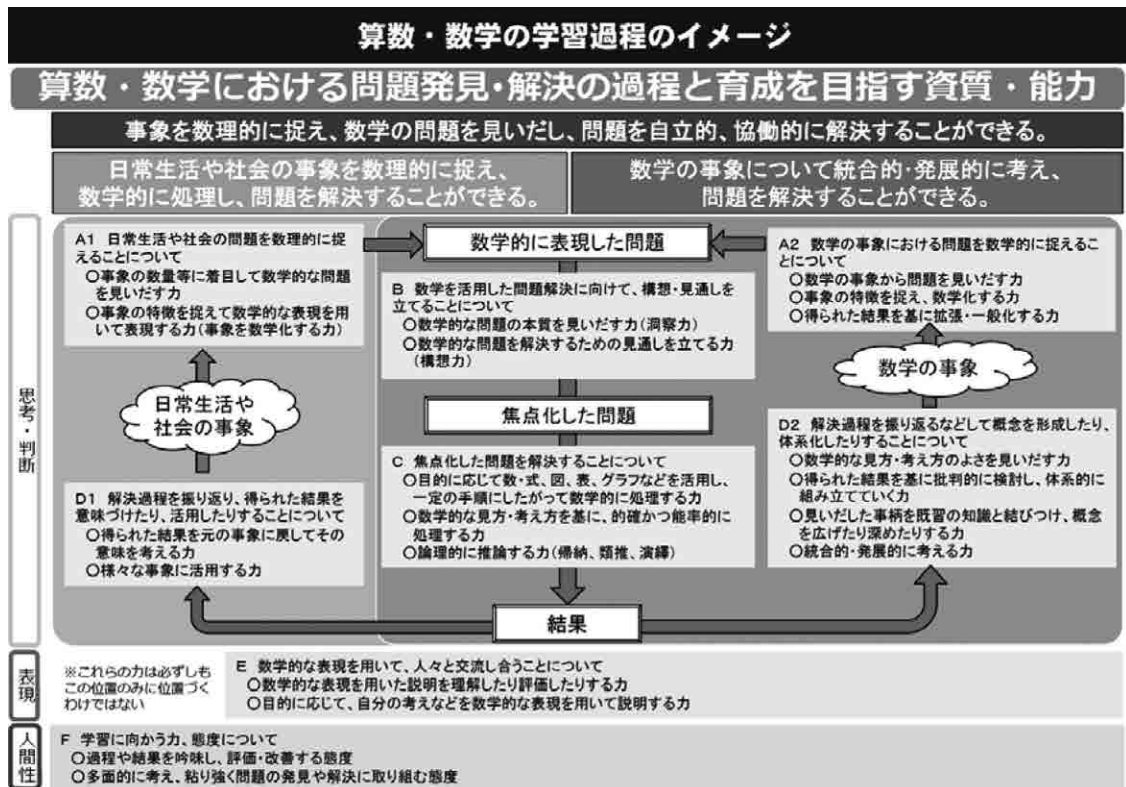 算数・数学の学習過程のイメージ
算数・数学における問題発見・解決の過程と育成を目指す資質・能力
事象を数理的に捉え、数学の問題を見いだし、問題を自立的、協働的に解決することができる。
日常生活や社会の事象を数理的に捉え、
数学的に処理し、問題を解決することができる。
数学の事象について統合的・発展的に考え、
問題を解決することができる。
思考・判断
A1 日常生活や社会の問題を数理的に捉
えることについて
○事象の数量等に着目して数学的な問題
を見いだす力
○事象の特徴を捉えて数学的な表現を用
いて表現する力(事象を数学化する力)
日常生活や
社会の事象
D1 解決過程を振り返り、得られた結果を
意味づけたり、活用したりすることについて
○得られた結果を元の事象に戻してその
意味を考える力
○様々な事象に活用する力
数学的に表現した問題
B 数学を活用した問題解決に向けて、構想・見通しを
立てることについて
○数学的な問題の本質を見いだす力(洞察力)
○数学的な問題を解決するための見通しを立てる力
(構想力)
焦点化した問題
C 焦点化した問題を解決することについて
○目的に応じて数・式、図、表、グラフなどを活用し、
一定の手順にしたがって数学的に処理する力
○数学的な見方・考え方を基に、的確かつ能率的に
処理する力
○論理的に推論する力(帰納、類推、演繹)
結果
A2 数学の事象における問題を数学的に捉えるこ
とについて
○数学の事象から問題を見いだす力
○事象の特徴を捉え、数学化する力
○得られた結果を基に拡張・一般化する力
数学の事象
D2 解決過程を振り返るなどして概念を形成したり、
体系化したりすることについて
○数学的な見方・考え方のよさを見いだす力
○得られた結果を基に批判的に検討し、体系的に
組み立てていく力
○見いだした事柄を既習の知識と結びつけ、概念
を広げたり深めたりする力
○統合的・発展的に考える力
表現
※これらの力は必ずしも
この位置のみに位置づく
わけではない
E 数学的な表現を用いて、人々と交流し合うことについて
○数学的な表現を用いた説明を理解したり評価したりする力
○目的に応じて、自分の考えなどを数学的な表現を用いて説明する力
人間性
F 学習に向かう力、態度について
○過程や結果を吟味し、評価・改善する態度
○多面的に考え、粘り強く問題の発見や解決に取り組む態度